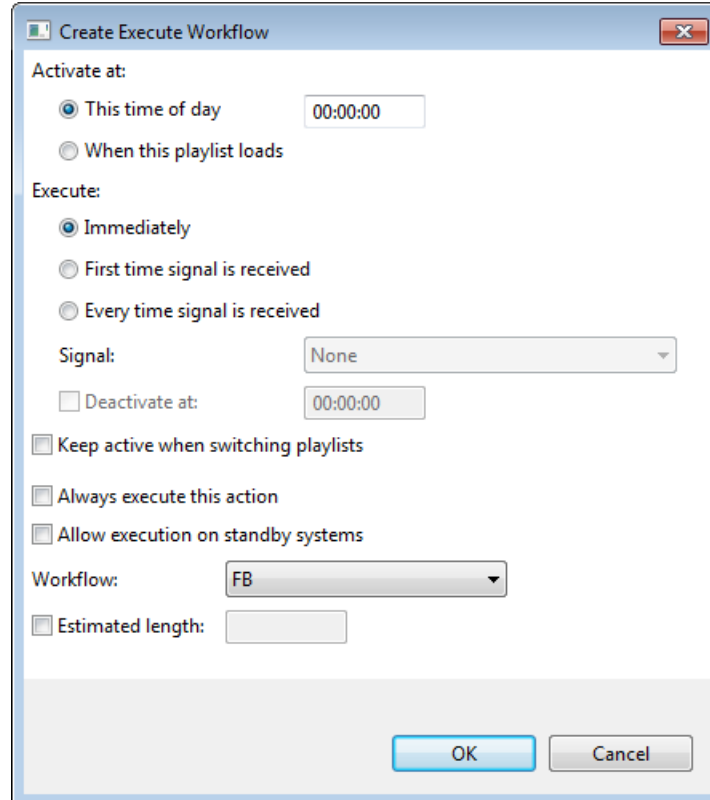 Create Execute Workflow
Activate at:
This time of day 00:00:00
When this playlist loads
Execute:
Immediately
First time signal is received
Every time signal is received
Signal: None
Deactivate at: 00:00:00
Keep active when switching playlists
Always execute this action
Allow execution on standby systems
Workflow: FB
Estimated length:
OK Cancel